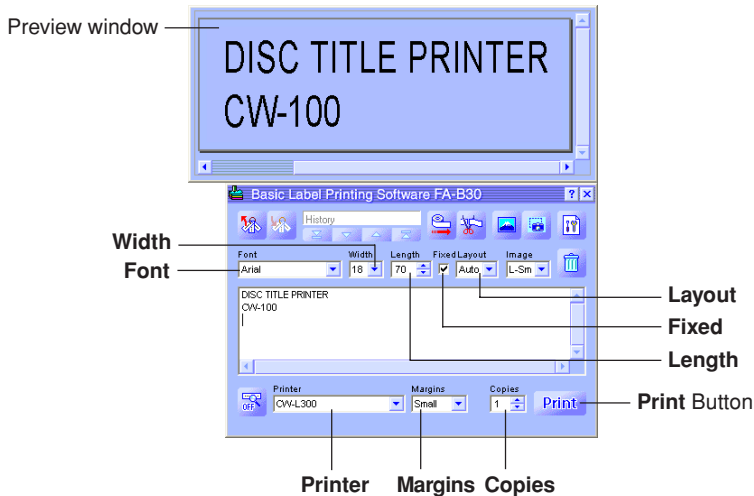 Preview window
DISC TITLE PRINTER
CW-100
Basic Label Printing Software FA-B30
History
Width
Font
Font Width Length Fixed Layout Image
Arial 18 70 Auto L-Sm
DISC TITLE PRINTER
CW-100
Layout
Fixed
Length
Printer Margins Copies
OFF CW-L300 Small 1 Print
Print Button
Printer Margins Copies